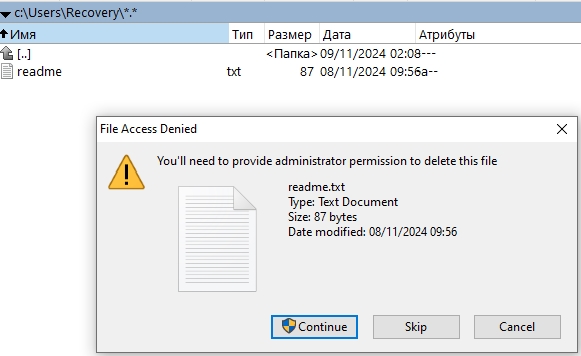 c:\Users\Recovery\*.*
Имя Тип Размер Дата Атрибуты
[..] <Папка> 09/11/2024 02:08 ---
readme txt 87 08/11/2024 09:56 a--
File Access Denied
You'll need to provide administrator permission to delete this file
readme.txt
Type: Text Document
Size: 87 bytes
Date modified: 08/11/2024 09:56
Continue Skip Cancel